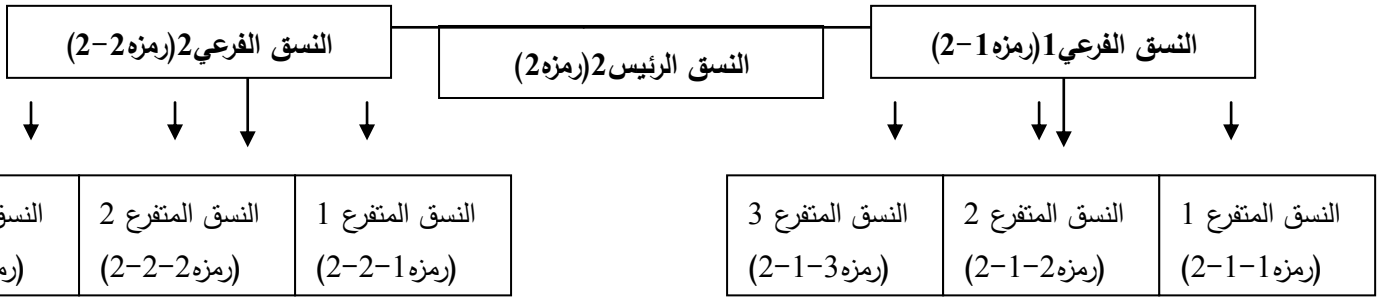 النسق الفرعي1(رمزه1-2)
النسق الرئيس2(رمزه2)
النسق الفرعي2(رمزه2-2)
النسق المتفرع 1
(رمزه1-1-2)
النسق المتفرع 2
(رمزه2-1-2)
النسق المتفرع 3
(رمزه3-1-2)
النسق المتفرع 1
(رمزه1-2-2)
النسق المتفرع 2
(رمزه2-2-2)